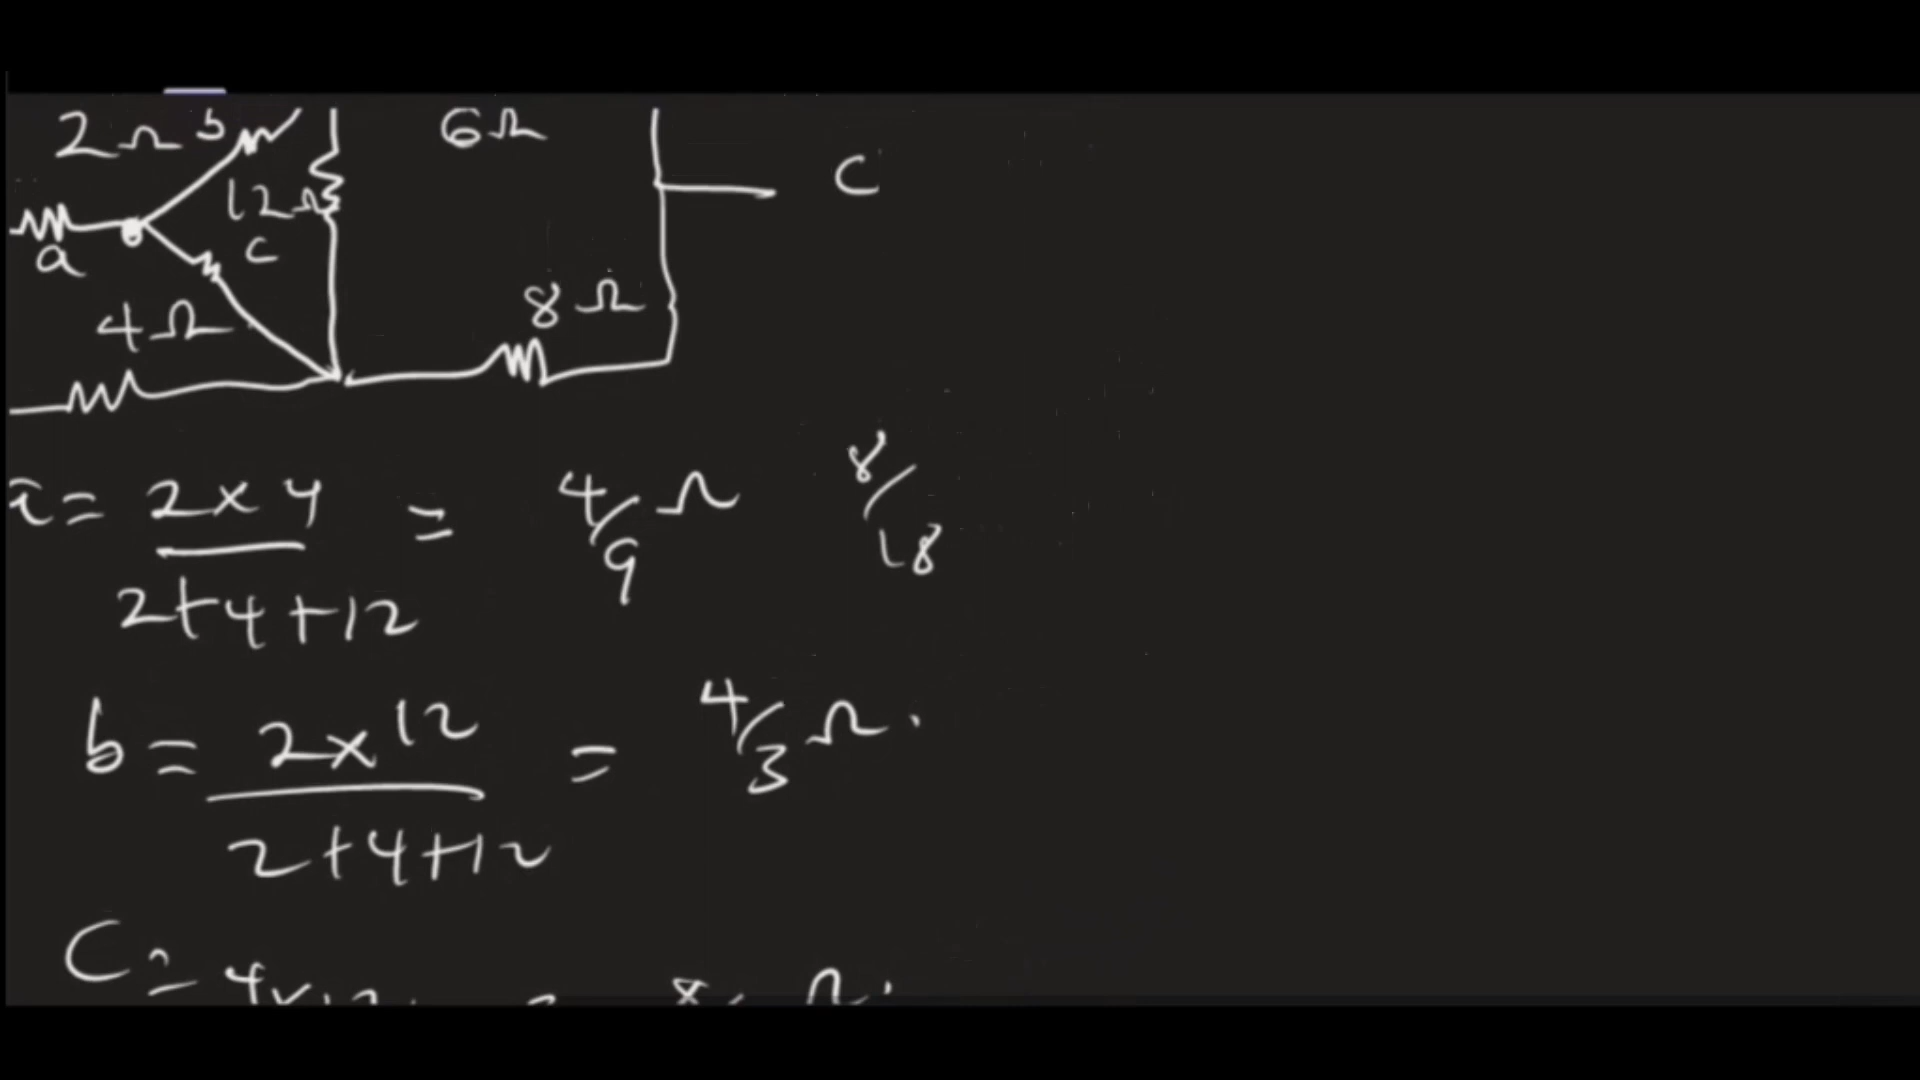 2Ω b 6Ω
12Ω C
a c
4Ω 8Ω
a = 2 x 4 / 2+4+12 = 4/9 Ω 8/18
b = 2 x 12 / 2+4+12 = 4/3 Ω.
C =